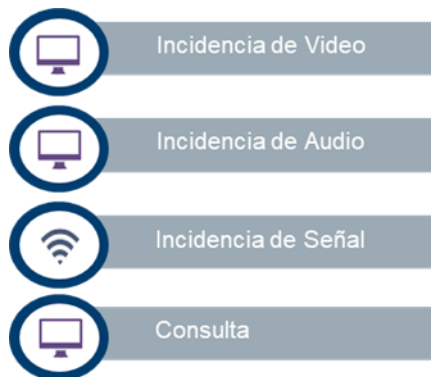 Incidencia de Video
Incidencia de Audio
Incidencia de Señal
Consulta